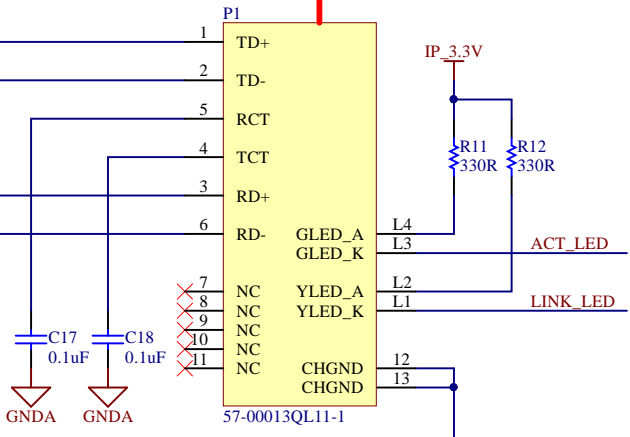 P1
1 TD+
2 TD-
5 RCT
4 TCT
3 RD+
6 RD-
7 NC
8 NC
9 NC
10 NC
11 NC
GLED_A L4
GLED_K L3
YLED_A L2
YLED_K L1
CHGND 12
CHGND 13
57-00013QL11-1
IP_3.3V
R11
330R
R12
330R
ACT_LED
LINK_LED
C17
0.1uF
C18
0.1uF
GNDA
GNDA